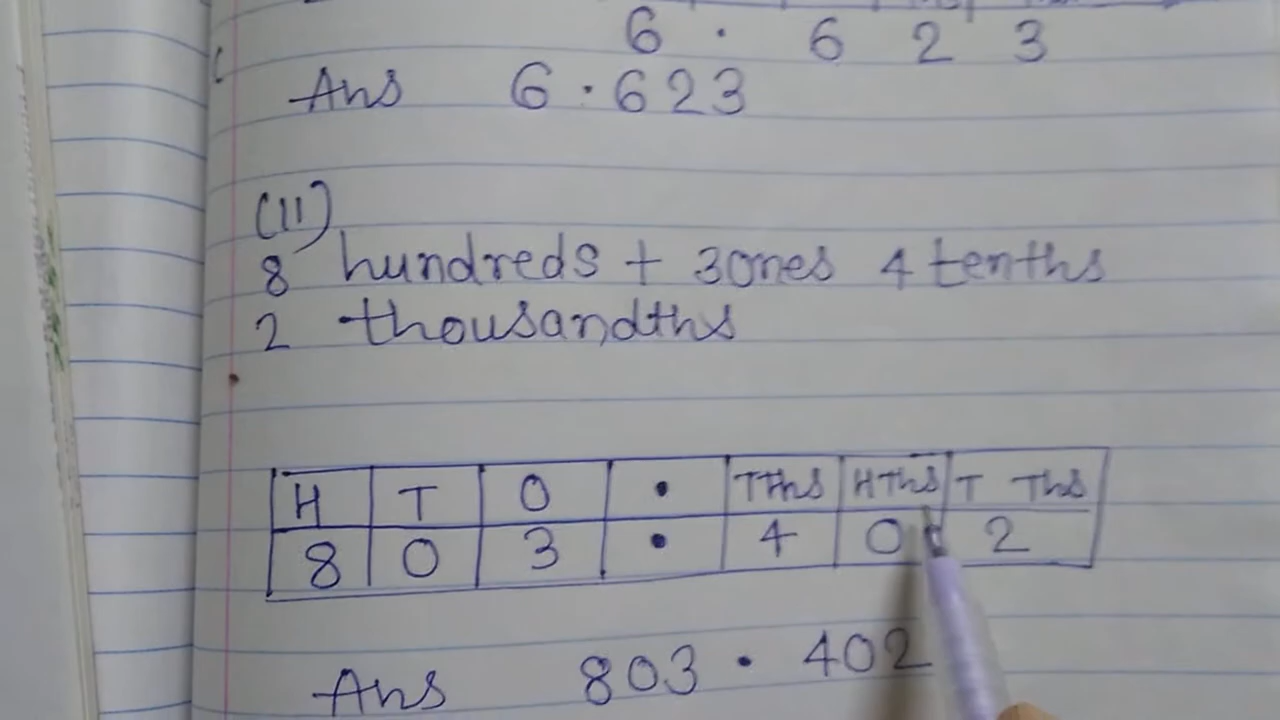 6 . 6 2 3
Ans 6.623
(II)
8 hundreds + 3ones 4 tenths
2 thousandths
H T O . TThs HThs T Ths
8 0 3 . 4 0 2
Ans 803 . 402